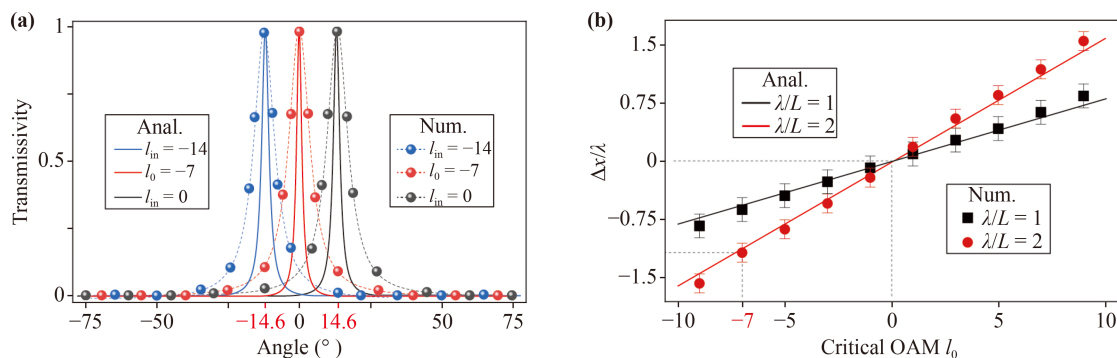 (a)
Transmissivity
1
0.5
0
Anal.
l_in = −14
l_0 = −7
l_in = 0
Num.
l_in = −14
l_0 = −7
l_in = 0
−75
−50
−14.6
0
14.6
50
75
Angle (°)
(b)
Δx/λ
1.5
0.75
0
−0.75
−1.5
Anal.
λ/L = 1
λ/L = 2
Num.
λ/L = 1
λ/L = 2
−10
−7
−5
0
5
10
Critical OAM l_0